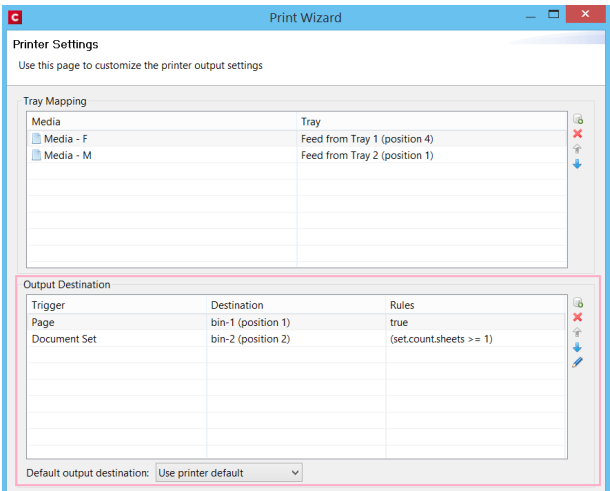 C
Print Wizard
Printer Settings
Use this page to customize the printer output settings
Tray Mapping
Media Tray
Media - F Feed from Tray 1 (position 4)
Media - M Feed from Tray 2 (position 1)
Output Destination
Trigger Destination Rules
Page bin-1 (position 1) true
Document Set bin-2 (position 2) (set.count.sheets >= 1)
Default output destination: Use printer default